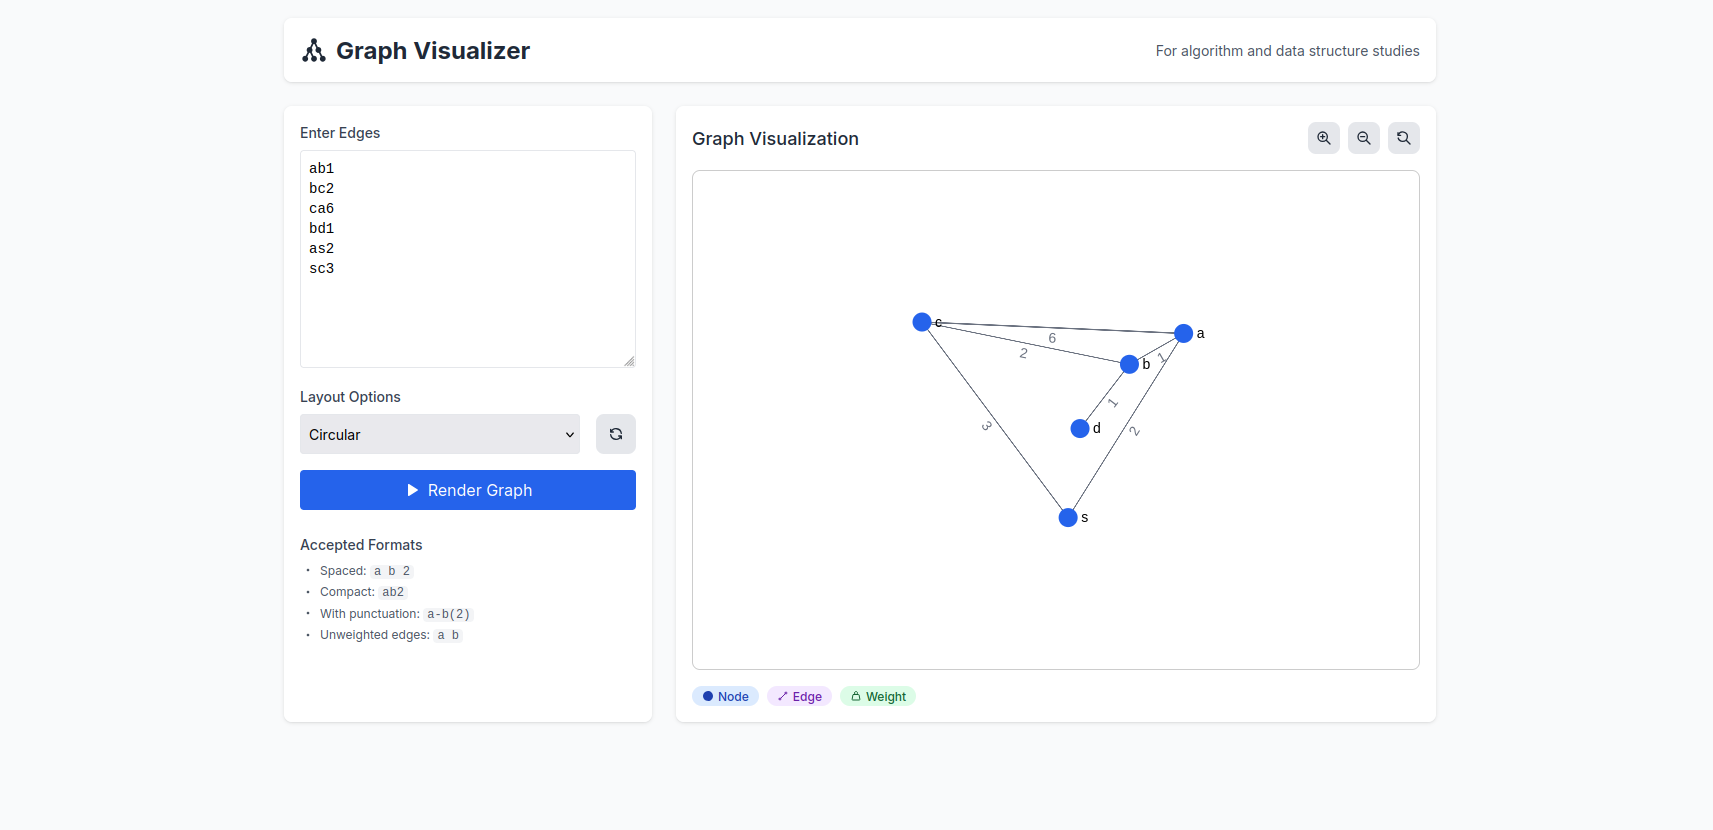 Graph Visualizer
For algorithm and data structure studies
Enter Edges
ab1
bc2
ca6
bd1
as2
sc3
Layout Options
Circular
Render Graph
Accepted Formats
• Spaced: a b 2
• Compact: ab2
• With punctuation: a-b(2)
• Unweighted edges: a b
Graph Visualization
c
a
6
2
b
1
1
d
3
2
s
Node
Edge
Weight